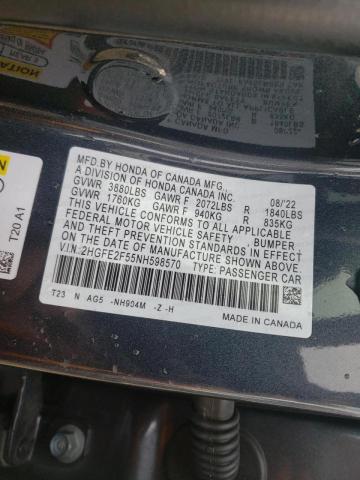 MFD.BY HONDA OF CANADA MFG.,
A DIVISION OF HONDA CANADA INC. 08/'22
GVWR 3880LBS GAWR F 2072LBS R 1840LBS
GVWR 1760KG GAWR F 940KG R 835KG
THIS VEHICLE CONFORMS TO ALL APPLICABLE
FEDERAL MOTOR VEHICLE SAFETY, BUMPER,
AND THEFT PREVENTION STANDARDS IN EFFECT
ON THE DATE OF MANUFACTURE SHOWN ABOVE.
V.I.N: 2HGFE2F55NH598570 TYPE: PASSENGER CAR
T23 N AG5 -NH904M -Z -H
MADE IN CANADA
T20 A1